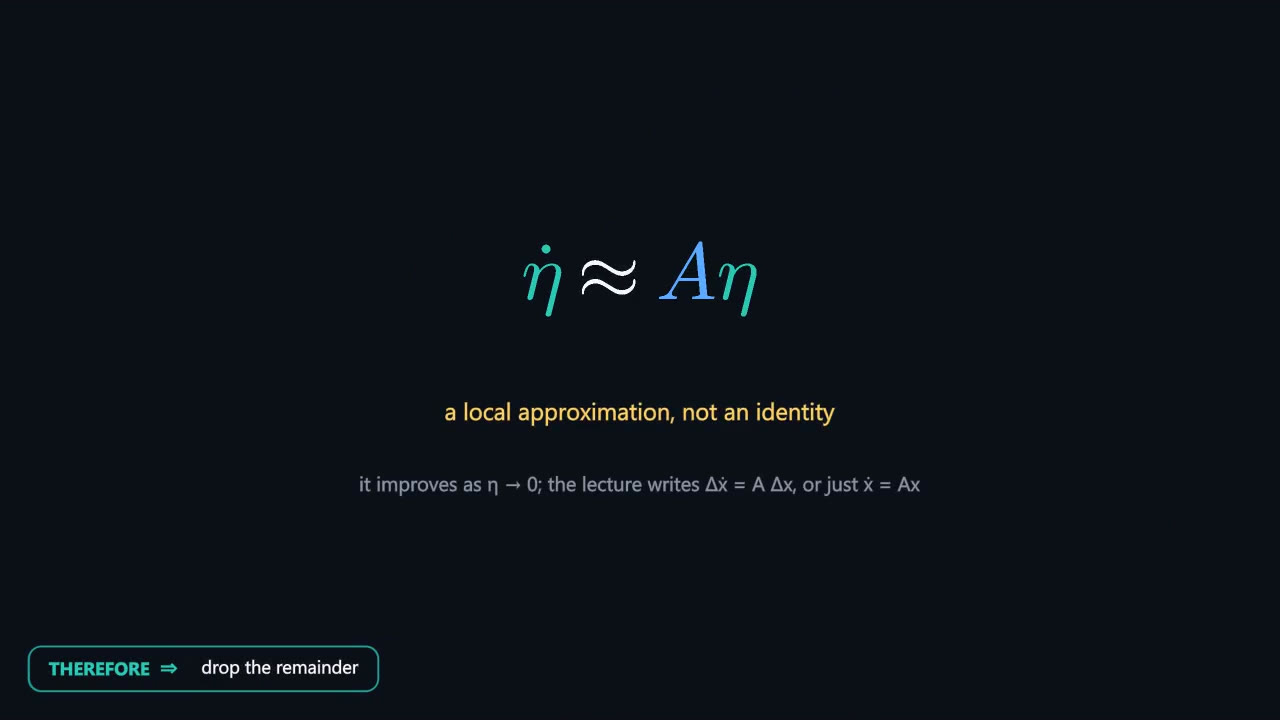 η̇ ≈ Aη
a local approximation, not an identity
it improves as η → 0; the lecture writes Δẋ = A Δx, or just ẋ = Ax
THEREFORE ⇒ drop the remainder